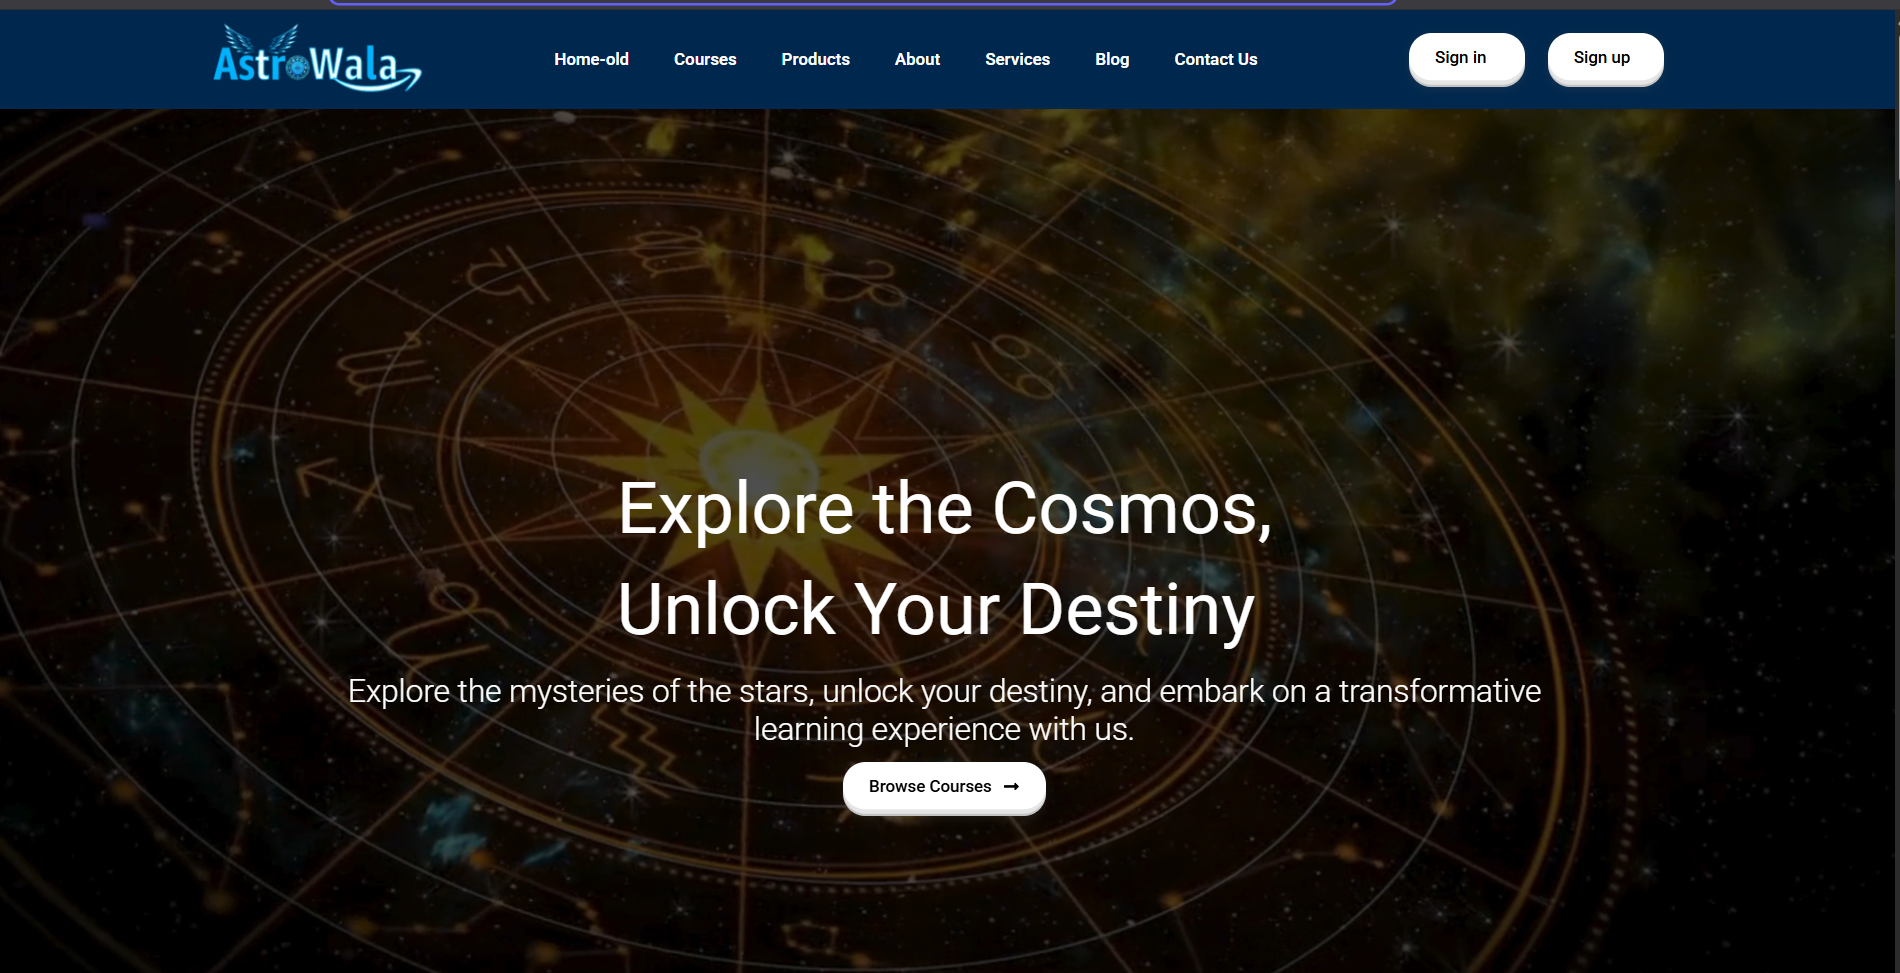 AstroWala
Home-old Courses Products About Services Blog Contact Us
Sign in Sign up
Explore the Cosmos,
Unlock Your Destiny
Explore the mysteries of the stars, unlock your destiny, and embark on a transformative
learning experience with us.
Browse Courses